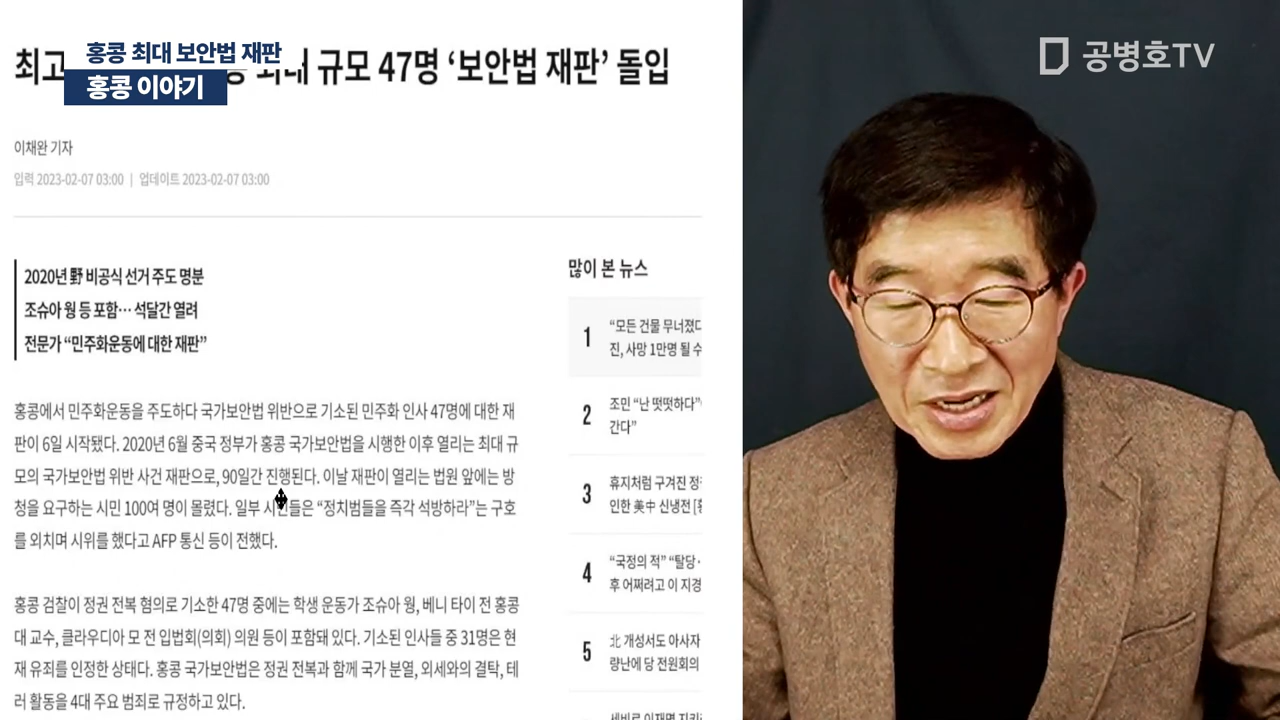 홍콩 최대 보안법 재판
홍콩 이야기
최고 최대 규모 47명 ‘보안법 재판’ 돌입
공병호TV
이채완 기자
입력 2023-02-07 03:00 | 업데이트 2023-02-07 03:00
2020년 野 비공식 선거 주도 명분
조슈아 웡 등 포함… 석달간 열려
전문가 “민주화운동에 대한 재판”
홍콩에서 민주화운동을 주도하다 국가보안법 위반으로 기소된 민주화 인사 47명에 대한 재
판이 6일 시작됐다. 2020년 6월 중국 정부가 홍콩 국가보안법을 시행한 이후 열리는 최대 규
모의 국가보안법 위반 사건 재판으로, 90일간 진행된다. 이날 재판이 열리는 법원 앞에는 방
청을 요구하는 시민 100여 명이 몰렸다. 일부 시민들은 “정치범들을 즉각 석방하라”는 구호
를 외치며 시위를 했다고 AFP 통신 등이 전했다.
홍콩 검찰이 정권 전복 혐의로 기소한 47명 중에는 학생 운동가 조슈아 웡, 베니 타이 전 홍콩
대 교수, 클라우디아 모 전 입법회(의회) 의원 등이 포함돼 있다. 기소된 인사들 중 31명은 현
재 유죄를 인정한 상태다. 홍콩 국가보안법은 정권 전복과 함께 국가 분열, 외세와의 결탁, 테
러 활동을 4대 주요 범죄로 규정하고 있다.
많이 본 뉴스
1
“모든 건물 무너졌다
진, 사망 1만명 될 수
2
조민 “난 떳떳하다”
간다”
3
휴지처럼 구겨진 정
인한 美中 신냉전 [
4
“국정의 적” “탈당·
후 어쩌려고 이 지경
5
北 개성서도 아사자
량난에 당 전원회의